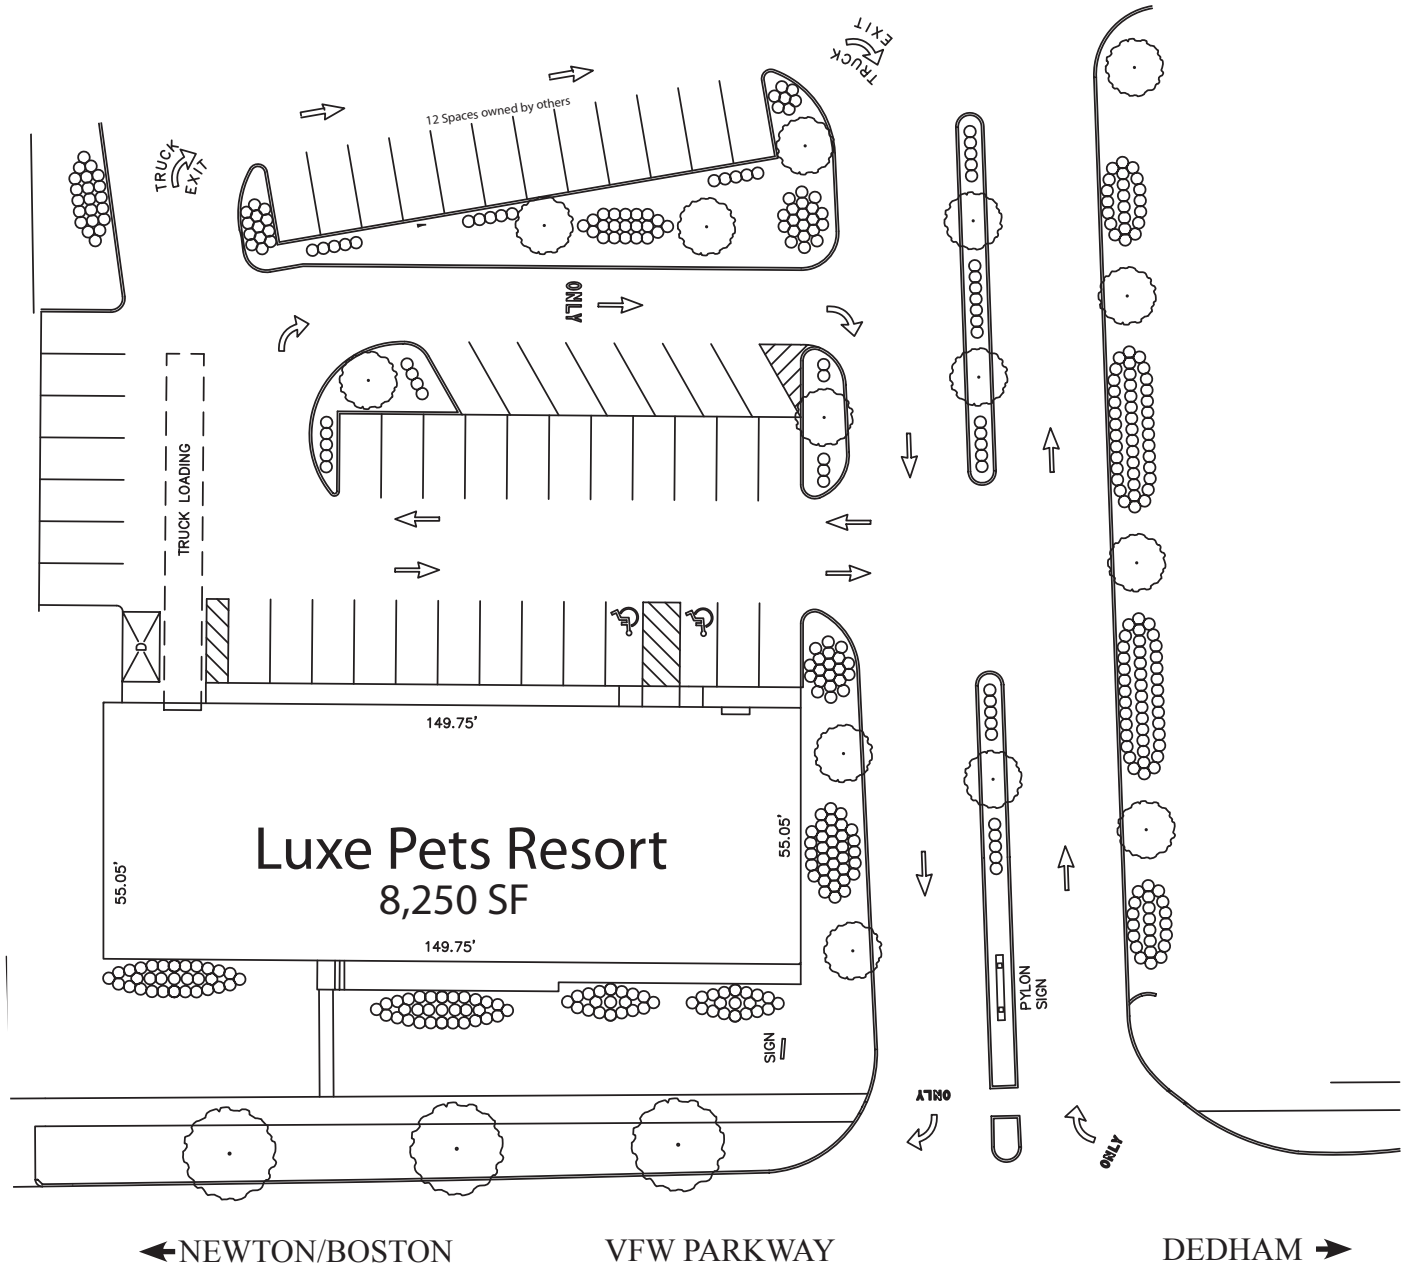 TRUCK
EXIT
12 Spaces owned by others
TRUCK
EXIT
ONLY
TRUCK LOADING
D
149.75'
55.05'
Luxe Pets Resort
8,250 SF
55.05'
149.75'
PYLON
SIGN
SIGN
ONLY
ONLY
NEWTON/BOSTON
VFW PARKWAY
DEDHAM